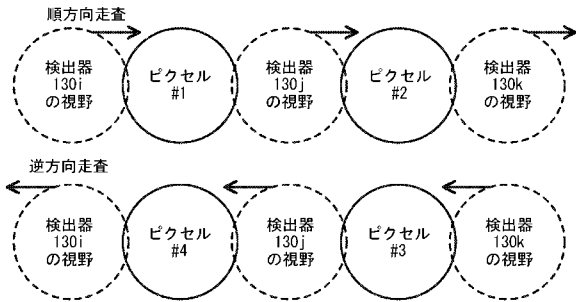 順方向走査
検出器
130i
の視野
ピクセル
#1
検出器
130j
の視野
ピクセル
#2
検出器
130k
の視野
逆方向走査
検出器
130i
の視野
ピクセル
#4
検出器
130j
の視野
ピクセル
#3
検出器
130k
の視野